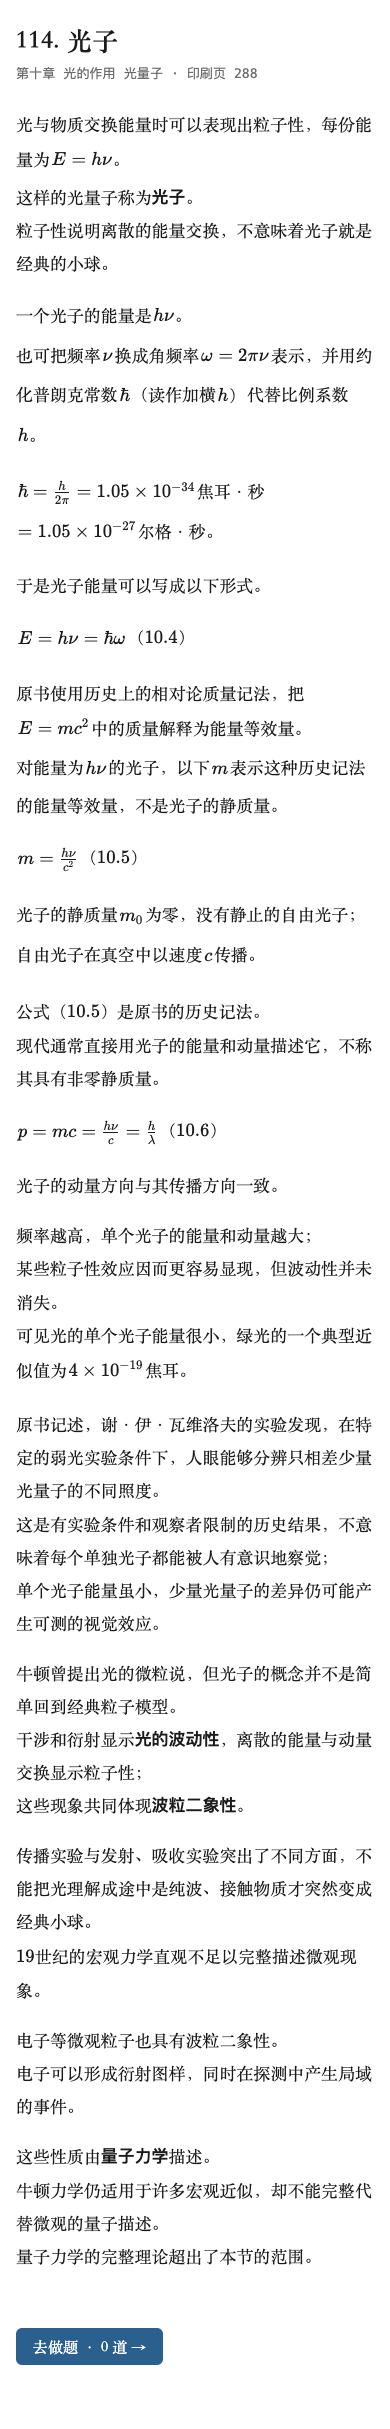 114. 光子
第十章 光的作用 光量子 · 印刷页 288
光与物质交换能量时可以表现出粒子性，每份能
量为E = hν。
这样的光量子称为光子。
粒子性说明离散的能量交换，不意味着光子就是
经典的小球。
一个光子的能量是hν。
也可把频率ν换成角频率ω = 2πν表示，并用约
化普朗克常数ħ（读作加横h）代替比例系数
h。
ħ = h/2π = 1.05 × 10⁻³⁴焦耳 · 秒
= 1.05 × 10⁻²⁷尔格 · 秒。
于是光子能量可以写成以下形式。
E = hν = ħω（10.4）
原书使用历史上的相对论质量记法，把
E = mc²中的质量解释为能量等效量。
对能量为hν的光子，以下m表示这种历史记法
的能量等效量，不是光子的静质量。
m = hν/c²（10.5）
光子的静质量m₀为零，没有静止的自由光子；
自由光子在真空中以速度c传播。
公式（10.5）是原书的历史记法。
现代通常直接用光子的能量和动量描述它，不称
其具有非零静质量。
p = mc = hν/c = h/λ（10.6）
光子的动量方向与其传播方向一致。
频率越高，单个光子的能量和动量越大；
某些粒子性效应因而更容易显现，但波动性并未
消失。
可见光的单个光子能量很小，绿光的一个典型近
似值为4 × 10⁻¹⁹焦耳。
原书记述，谢 · 伊 · 瓦维洛夫的实验发现，在特
定的弱光实验条件下，人眼能够分辨只相差少量
光量子的不同照度。
这是有实验条件和观察者限制的历史结果，不意
味着每个单独光子都能被人有意识地察觉；
单个光子能量虽小，少量光量子的差异仍可能产
生可测的视觉效应。
牛顿曾提出光的微粒说，但光子的概念并不是简
单回到经典粒子模型。
干涉和衍射显示光的波动性，离散的能量与动量
交换显示粒子性；
这些现象共同体现波粒二象性。
传播实验与发射、吸收实验突出了不同方面，不
能把光理解成途中是纯波、接触物质才突然变成
经典小球。
19世纪的宏观力学直观不足以完整描述微观现
象。
电子等微观粒子也具有波粒二象性。
电子可以形成衍射图样，同时在探测中产生局域
的事件。
这些性质由量子力学描述。
牛顿力学仍适用于许多宏观近似，却不能完整代
替微观的量子描述。
量子力学的完整理论超出了本节的范围。
去做题 · 0 道 →